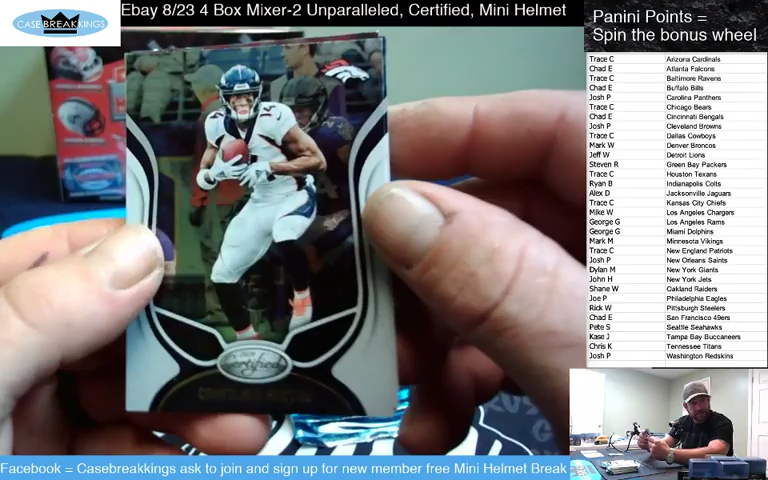 CASE BREAK KINGS
Ebay 8/23 4 Box Mixer-2 Unparalleled, Certified, Mini Helmet
Panini Points =
Spin the bonus wheel
Trace C Arizona Cardinals
Chad E Atlanta Falcons
Trace C Baltimore Ravens
Chad E Buffalo Bills
Josh P Carolina Panthers
Trace C Chicago Bears
Chad E Cincinnati Bengals
Josh P Cleveland Browns
Trace C Dallas Cowboys
Mark W Denver Broncos
Jeff W Detroit Lions
Steven R Green Bay Packers
Trace C Houston Texans
Ryan B Indianapolis Colts
Alex D Jacksonville Jaguars
Trace C Kansas City Chiefs
Mike W Los Angeles Chargers
George G Los Angeles Rams
George G Miami Dolphins
Mark M Minnesota Vikings
Trace C New England Patriots
Josh P New Orleans Saints
Dylan M New York Giants
John H New York Jets
Shane W Oakland Raiders
Joe P Philadelphia Eagles
Rick W Pittsburgh Steelers
Chad E San Francisco 49ers
Pete S Seattle Seahawks
Kase J Tampa Bay Buccaneers
Chris K Tennessee Titans
Josh P Washington Redskins
14
Certified
Facebook = Casebreakkings ask to join and sign up for new member free Mini Helmet Break